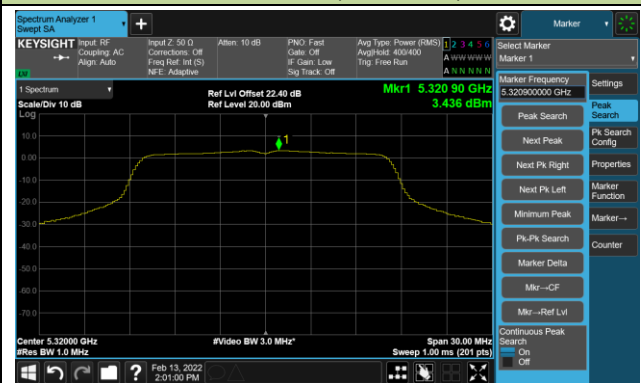 Spectrum Analyzer 1
Swept SA
Marker
KEYSIGHT
Input: RF
Coupling: AC
Align: Auto
Input Z: 50 Ω
Corrections: Off
Freq Ref: Int (S)
NFE: Adaptive
Atten: 10 dB
PNO: Fast
Gate: Off
IF Gain: Low
Sig Track: Off
Avg Type: Power (RMS)
Avg|Hold: 400/400
Trig: Free Run
1 2 3 4 5 6
A W W W W W
A N N N N N
Select Marker
Marker 1
1 Spectrum
Scale/Div 10 dB
Log
Ref Lvl Offset 22.40 dB
Ref Level 20.00 dBm
Mkr1 5.320 90 GHz
3.436 dBm
10.0
0.00
-10.0
-20.0
-30.0
-40.0
-50.0
-60.0
-70.0
1
Center 5.32000 GHz
#Res BW 1.0 MHz
#Video BW 3.0 MHz*
Span 30.00 MHz
Sweep 1.00 ms (201 pts)
Marker Frequency
5.320900000 GHz
Peak Search
Next Peak
Next Pk Right
Next Pk Left
Minimum Peak
Pk-Pk Search
Marker Delta
Mkr→CF
Mkr→Ref Lvl
Continuous Peak
Search
On
Off
Settings
Peak
Search
Pk Search
Config
Properties
Marker
Function
Marker→
Counter
?
Feb 13, 2022
2:01:00 PM